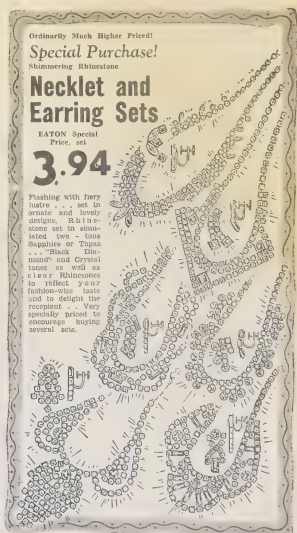 Ordinarily Much Higher Priced!
Special Purchase!
Shimmering Rhinestone
Necklet and
Earring Sets
EATON Special
Price, set
3.94
Flashing with fiery
lustre . . . set in
ornate and lovely
designs, Rhine-
stone set in simu-
lated two - tone
Sapphire or Topaz
. . . "Black Dia-
mond" and Crystal
tones as well as
clear Rhinesones
to reflect your
fashion-wise taste
and to delight the
recepient . . Very
specially priced to
encourage buying
several sets.